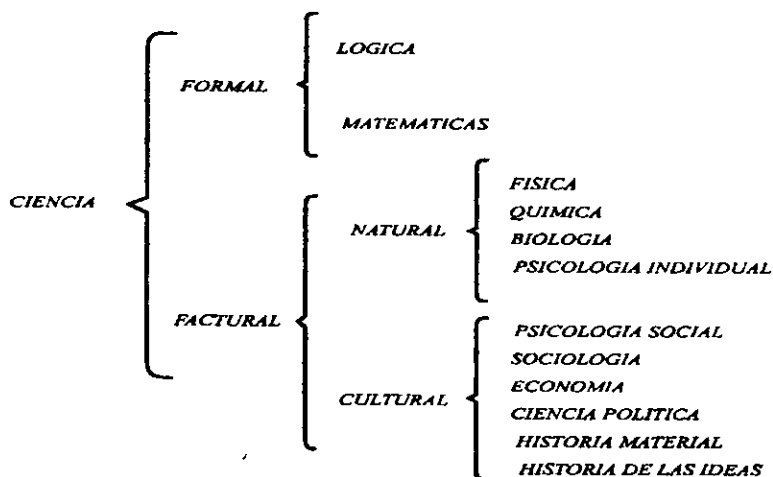 CIENCIA
FORMAL
LOGICA
MATEMATICAS
FACTURAL
NATURAL
FISICA
QUIMICA
BIOLOGIA
PSICOLOGIA INDIVIDUAL
CULTURAL
PSICOLOGIA SOCIAL
SOCIOLOGIA
ECONOMIA
CIENCIA POLITICA
HISTORIA MATERIAL
HISTORIA DE LAS IDEAS